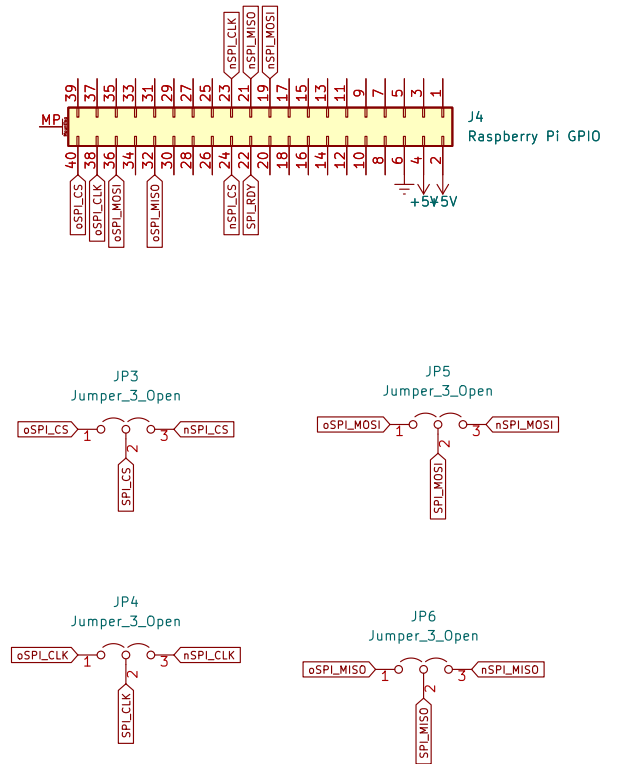 nSPI_CLK
nSPI_MISO
nSPI_MOSI
39 37 35 33 31 29 27 25 23 21 19 17 15 13 11 9 7 5 3 1
MP
J4
Raspberry Pi GPIO
40 38 36 34 32 30 28 26 24 22 20 18 16 14 12 10 8 6 4 2
oSPI_CS
oSPI_CLK
oSPI_MOSI
oSPI_MISO
nSPI_CS
SPI_RDY
+5V
+5V
JP3
Jumper_3_Open
oSPI_CS 1 2 3 nSPI_CS
SPI_CS
JP5
Jumper_3_Open
oSPI_MOSI 1 2 3 nSPI_MOSI
SPI_MOSI
JP4
Jumper_3_Open
oSPI_CLK 1 2 3 nSPI_CLK
SPI_CLK
JP6
Jumper_3_Open
oSPI_MISO 1 2 3 nSPI_MISO
SPI_MISO